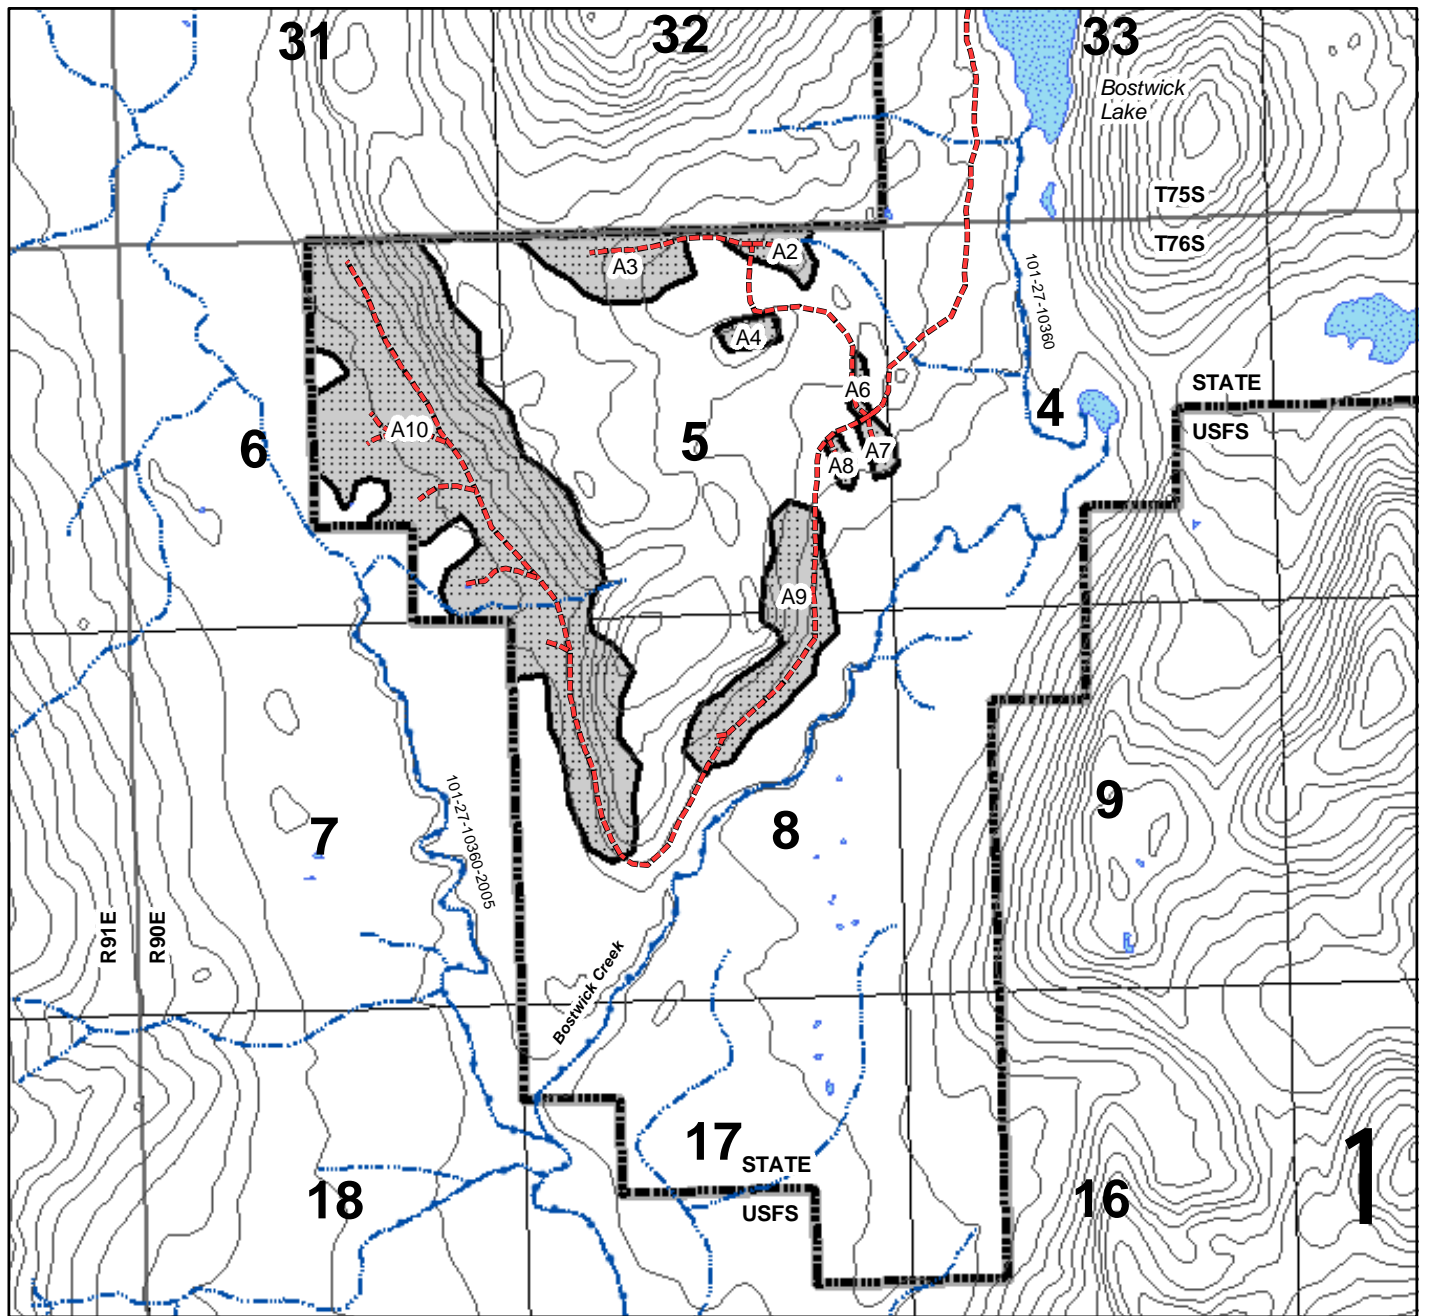 31
32
33
Bostwick
Lake
T75S
T76S
A2
A3
101-27-10360
A4
STATE
USFS
A6
4
A10
5
6
A7
A8
A9
101-27-10360-2005
9
7
8
R91E
R90E
Bostwick Creek
17
STATE
USFS
18
16
1